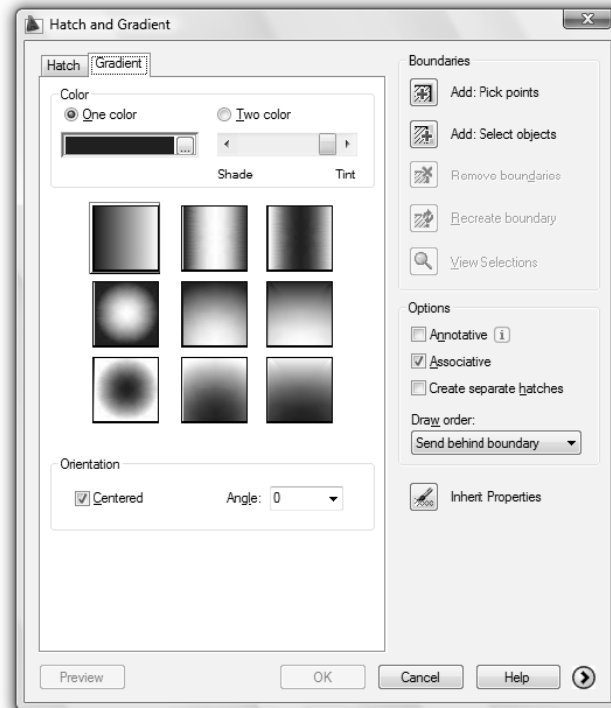 Hatch and Gradient
Hatch
Gradient
Color
One color
Two color
...
Shade
Tint
Orientation
Centered
Angle: 0
Boundaries
Add: Pick points
Add: Select objects
Remove boundaries
Recreate boundary
View Selections
Options
Annotative
Associative
Create separate hatches
Draw order:
Send behind boundary
Inherit Properties
Preview
OK
Cancel
Help